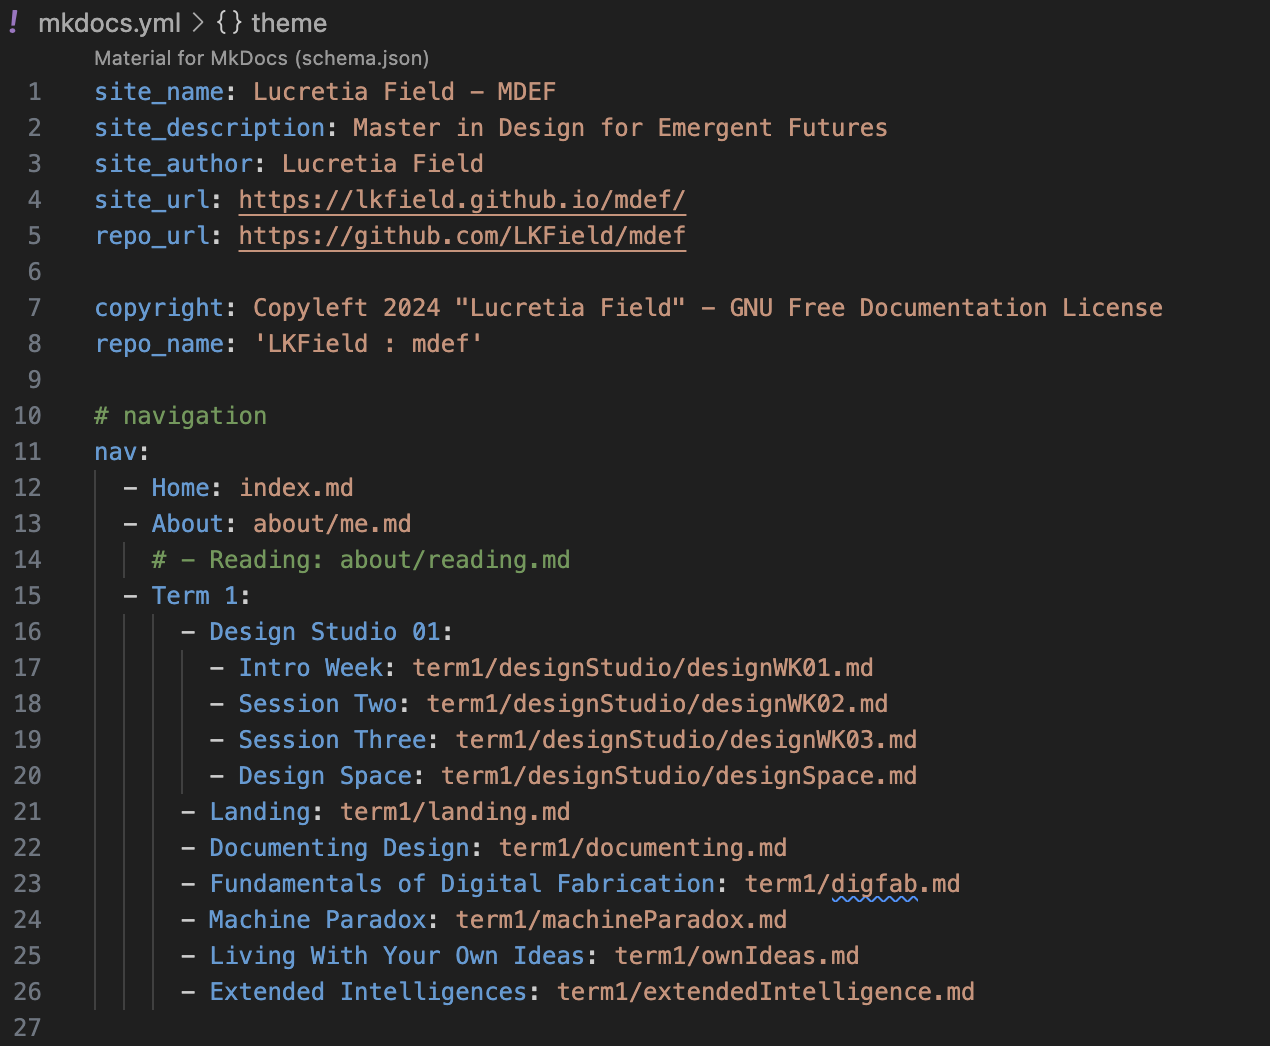 ! mkdocs.yml > {} theme
Material for MkDocs (schema.json)
1 site_name: Lucretia Field - MDEF
2 site_description: Master in Design for Emergent Futures
3 site_author: Lucretia Field
4 site_url: https://lkfield.github.io/mdef/
5 repo_url: https://github.com/LKField/mdef
6
7 copyright: Copyleft 2024 "Lucretia Field" - GNU Free Documentation License
8 repo_name: 'LKField : mdef'
9
10 # navigation
11 nav:
12   - Home: index.md
13   - About: about/me.md
14     # - Reading: about/reading.md
15   - Term 1:
16       - Design Studio 01:
17         - Intro Week: term1/designStudio/designWK01.md
18         - Session Two: term1/designStudio/designWK02.md
19         - Session Three: term1/designStudio/designWK03.md
20         - Design Space: term1/designStudio/designSpace.md
21       - Landing: term1/landing.md
22       - Documenting Design: term1/documenting.md
23       - Fundamentals of Digital Fabrication: term1/digfab.md
24       - Machine Paradox: term1/machineParadox.md
25       - Living With Your Own Ideas: term1/ownIdeas.md
26       - Extended Intelligences: term1/extendedIntelligence.md
27